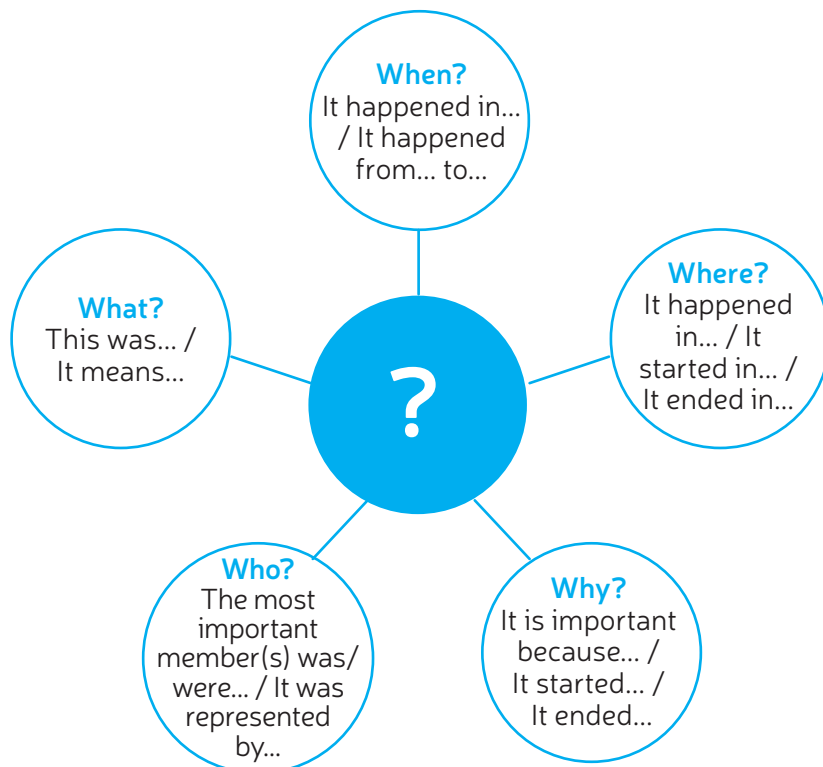 When?
It happened in...
/ It happened
from... to...
What?
This was... /
It means...
Where?
It happened
in... / It
started in... /
It ended in...
?
Who?
The most
important
member(s) was/
were... / It was
represented
by...
Why?
It is important
because... /
It started... /
It ended...